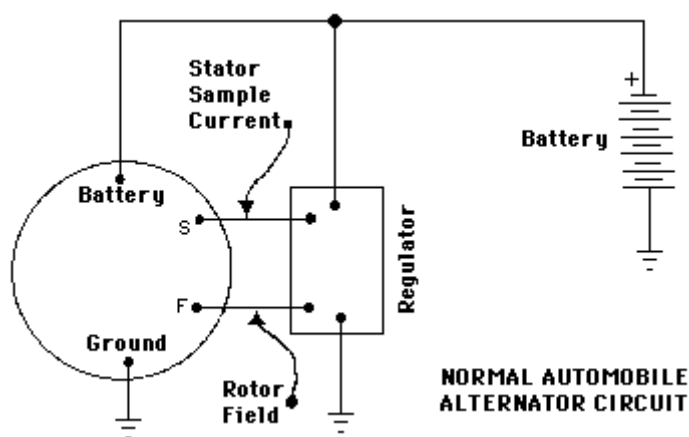 Stator
Sample
Current
Battery
Battery
S
Regulator
F
Ground
Rotor
Field
NORMAL AUTOMOBILE
ALTERNATOR CIRCUIT
+